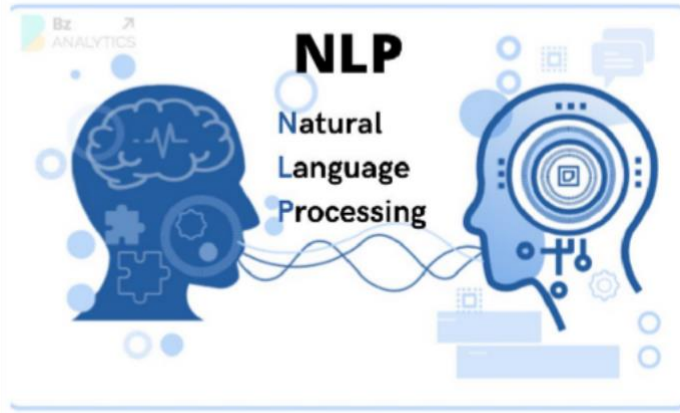 Bz
ANALYTICS
NLP
Natural
Language
Processing